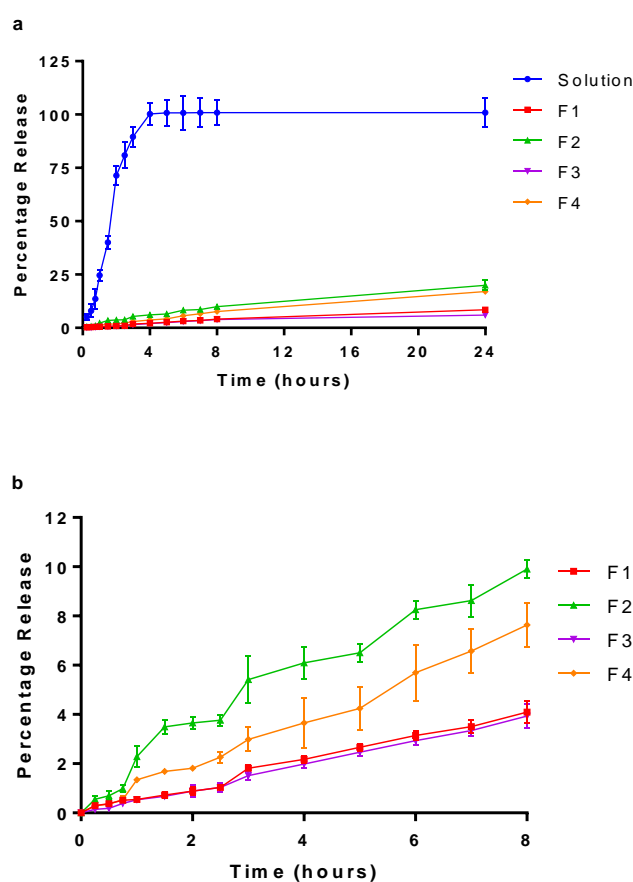 a
125
100
75
50
25
0
0 4 8 12 16 20 24
Percentage Release
Time (hours)
Solution
F1
F2
F3
F4
b
12
10
8
6
4
2
0
0 2 4 6 8
Percentage Release
Time (hours)
F1
F2
F3
F4